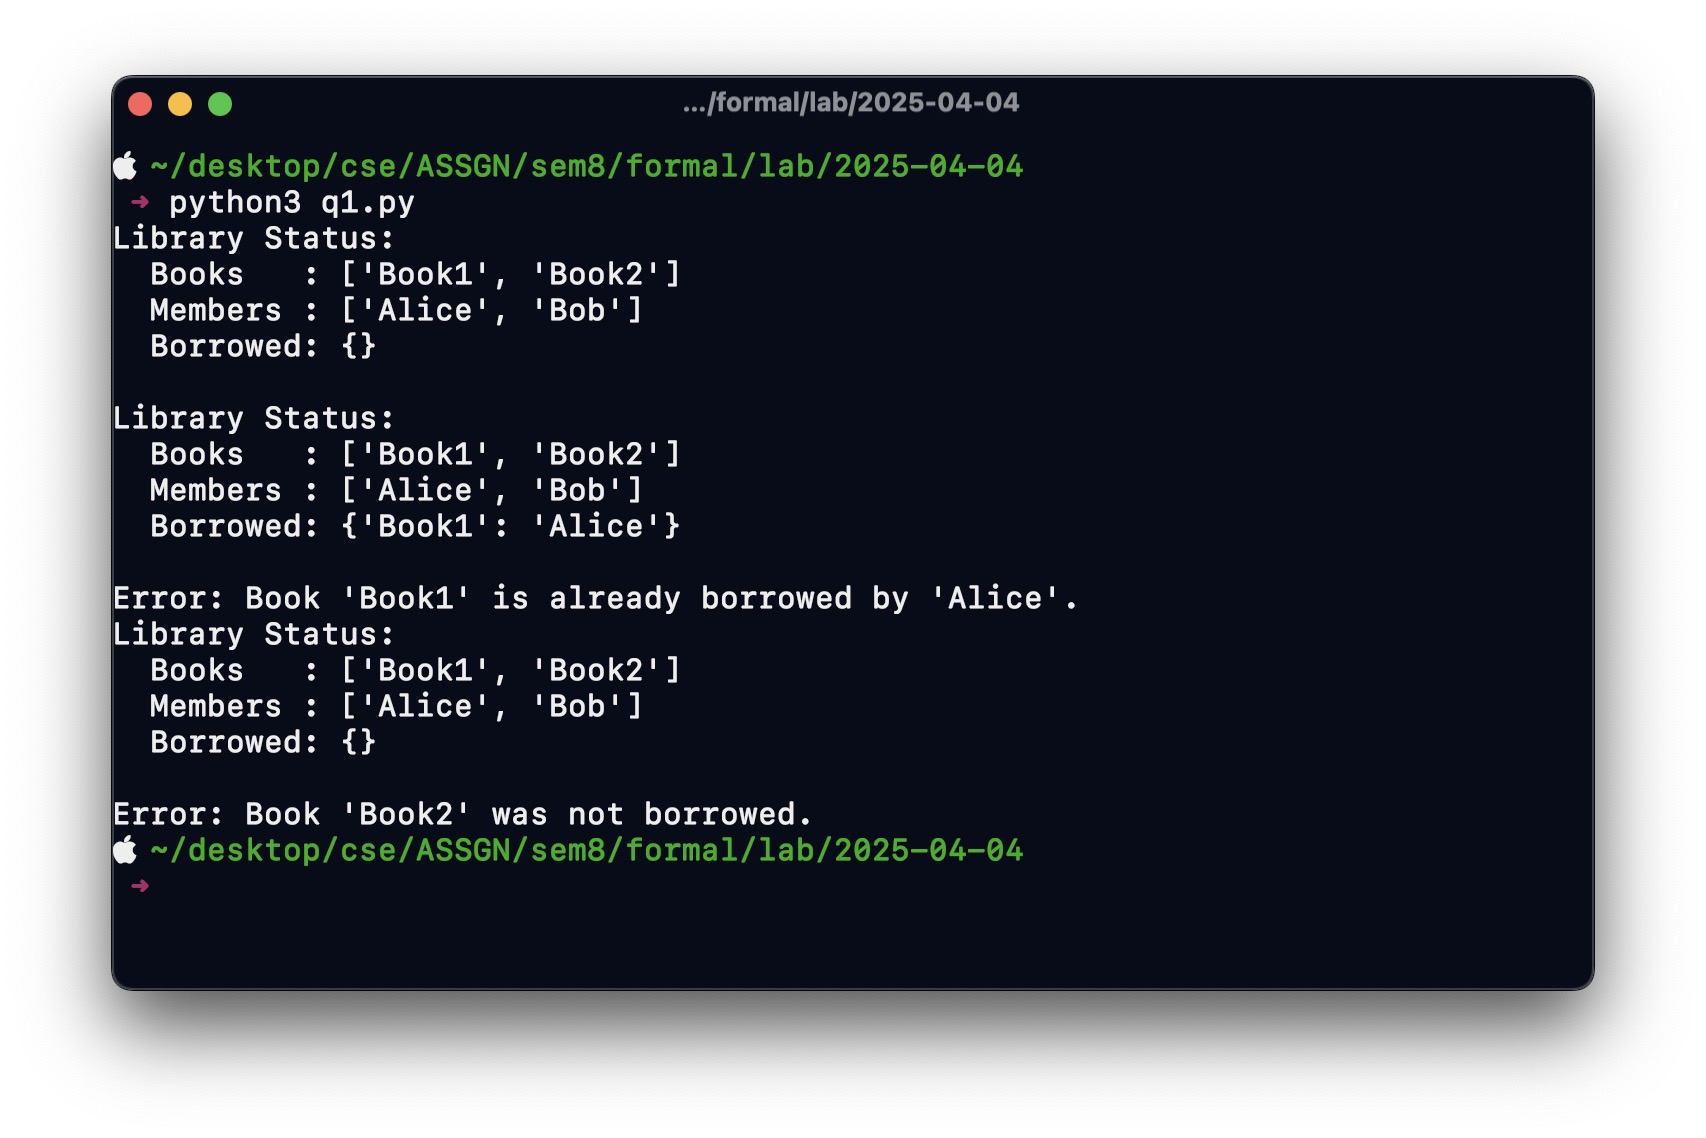 .../formal/lab/2025-04-04
~/desktop/cse/ASSGN/sem8/formal/lab/2025-04-04
➜ python3 q1.py
Library Status:
  Books   : ['Book1', 'Book2']
  Members : ['Alice', 'Bob']
  Borrowed: {}

Library Status:
  Books   : ['Book1', 'Book2']
  Members : ['Alice', 'Bob']
  Borrowed: {'Book1': 'Alice'}

Error: Book 'Book1' is already borrowed by 'Alice'.
Library Status:
  Books   : ['Book1', 'Book2']
  Members : ['Alice', 'Bob']
  Borrowed: {}

Error: Book 'Book2' was not borrowed.
~/desktop/cse/ASSGN/sem8/formal/lab/2025-04-04
➜